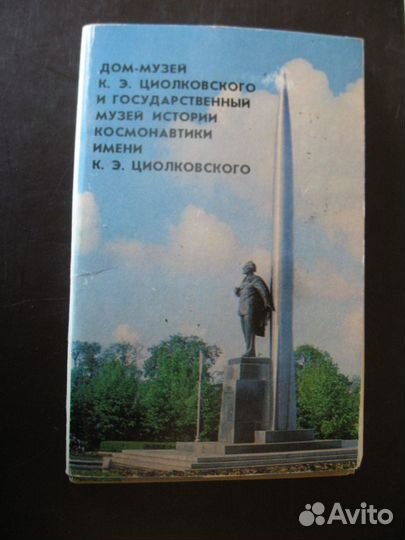 ДОМ-МУЗЕЙ
К. Э. ЦИОЛКОВСКОГО
И ГОСУДАРСТВЕННЫЙ
МУЗЕЙ ИСТОРИИ
КОСМОНАВТИКИ
ИМЕНИ
К. Э. ЦИОЛКОВСКОГО
Avito